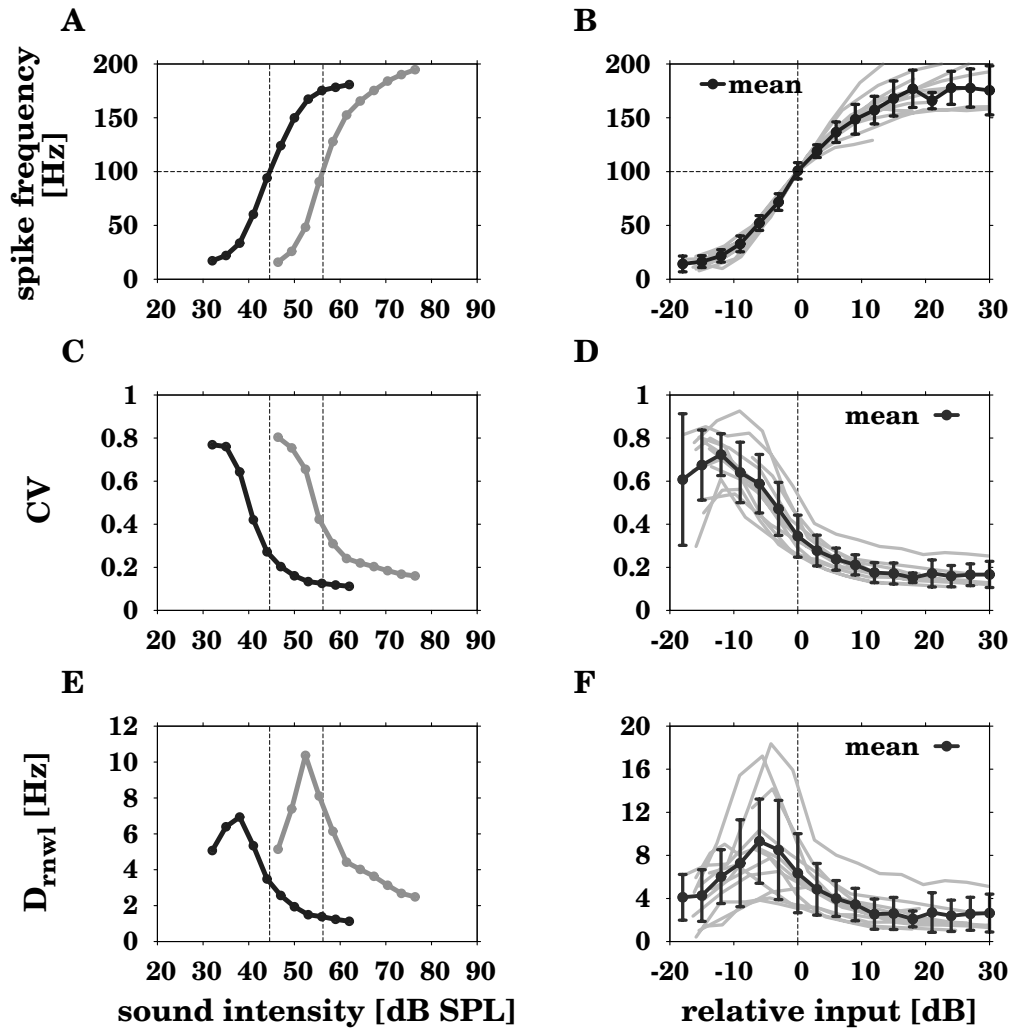 A
B
spike frequency
[Hz]
200
150
100
50
0
20 30 40 50 60 70 80 90
mean
200
150
100
50
0
-20 -10 0 10 20 30
C
D
CV
1
0.8
0.6
0.4
0.2
0
20 30 40 50 60 70 80 90
mean
1
0.8
0.6
0.4
0.2
0
-20 -10 0 10 20 30
E
F
D_rnwl [Hz]
12
10
8
6
4
2
0
20 30 40 50 60 70 80 90
sound intensity [dB SPL]
mean
20
16
12
8
4
0
-20 -10 0 10 20 30
relative input [dB]